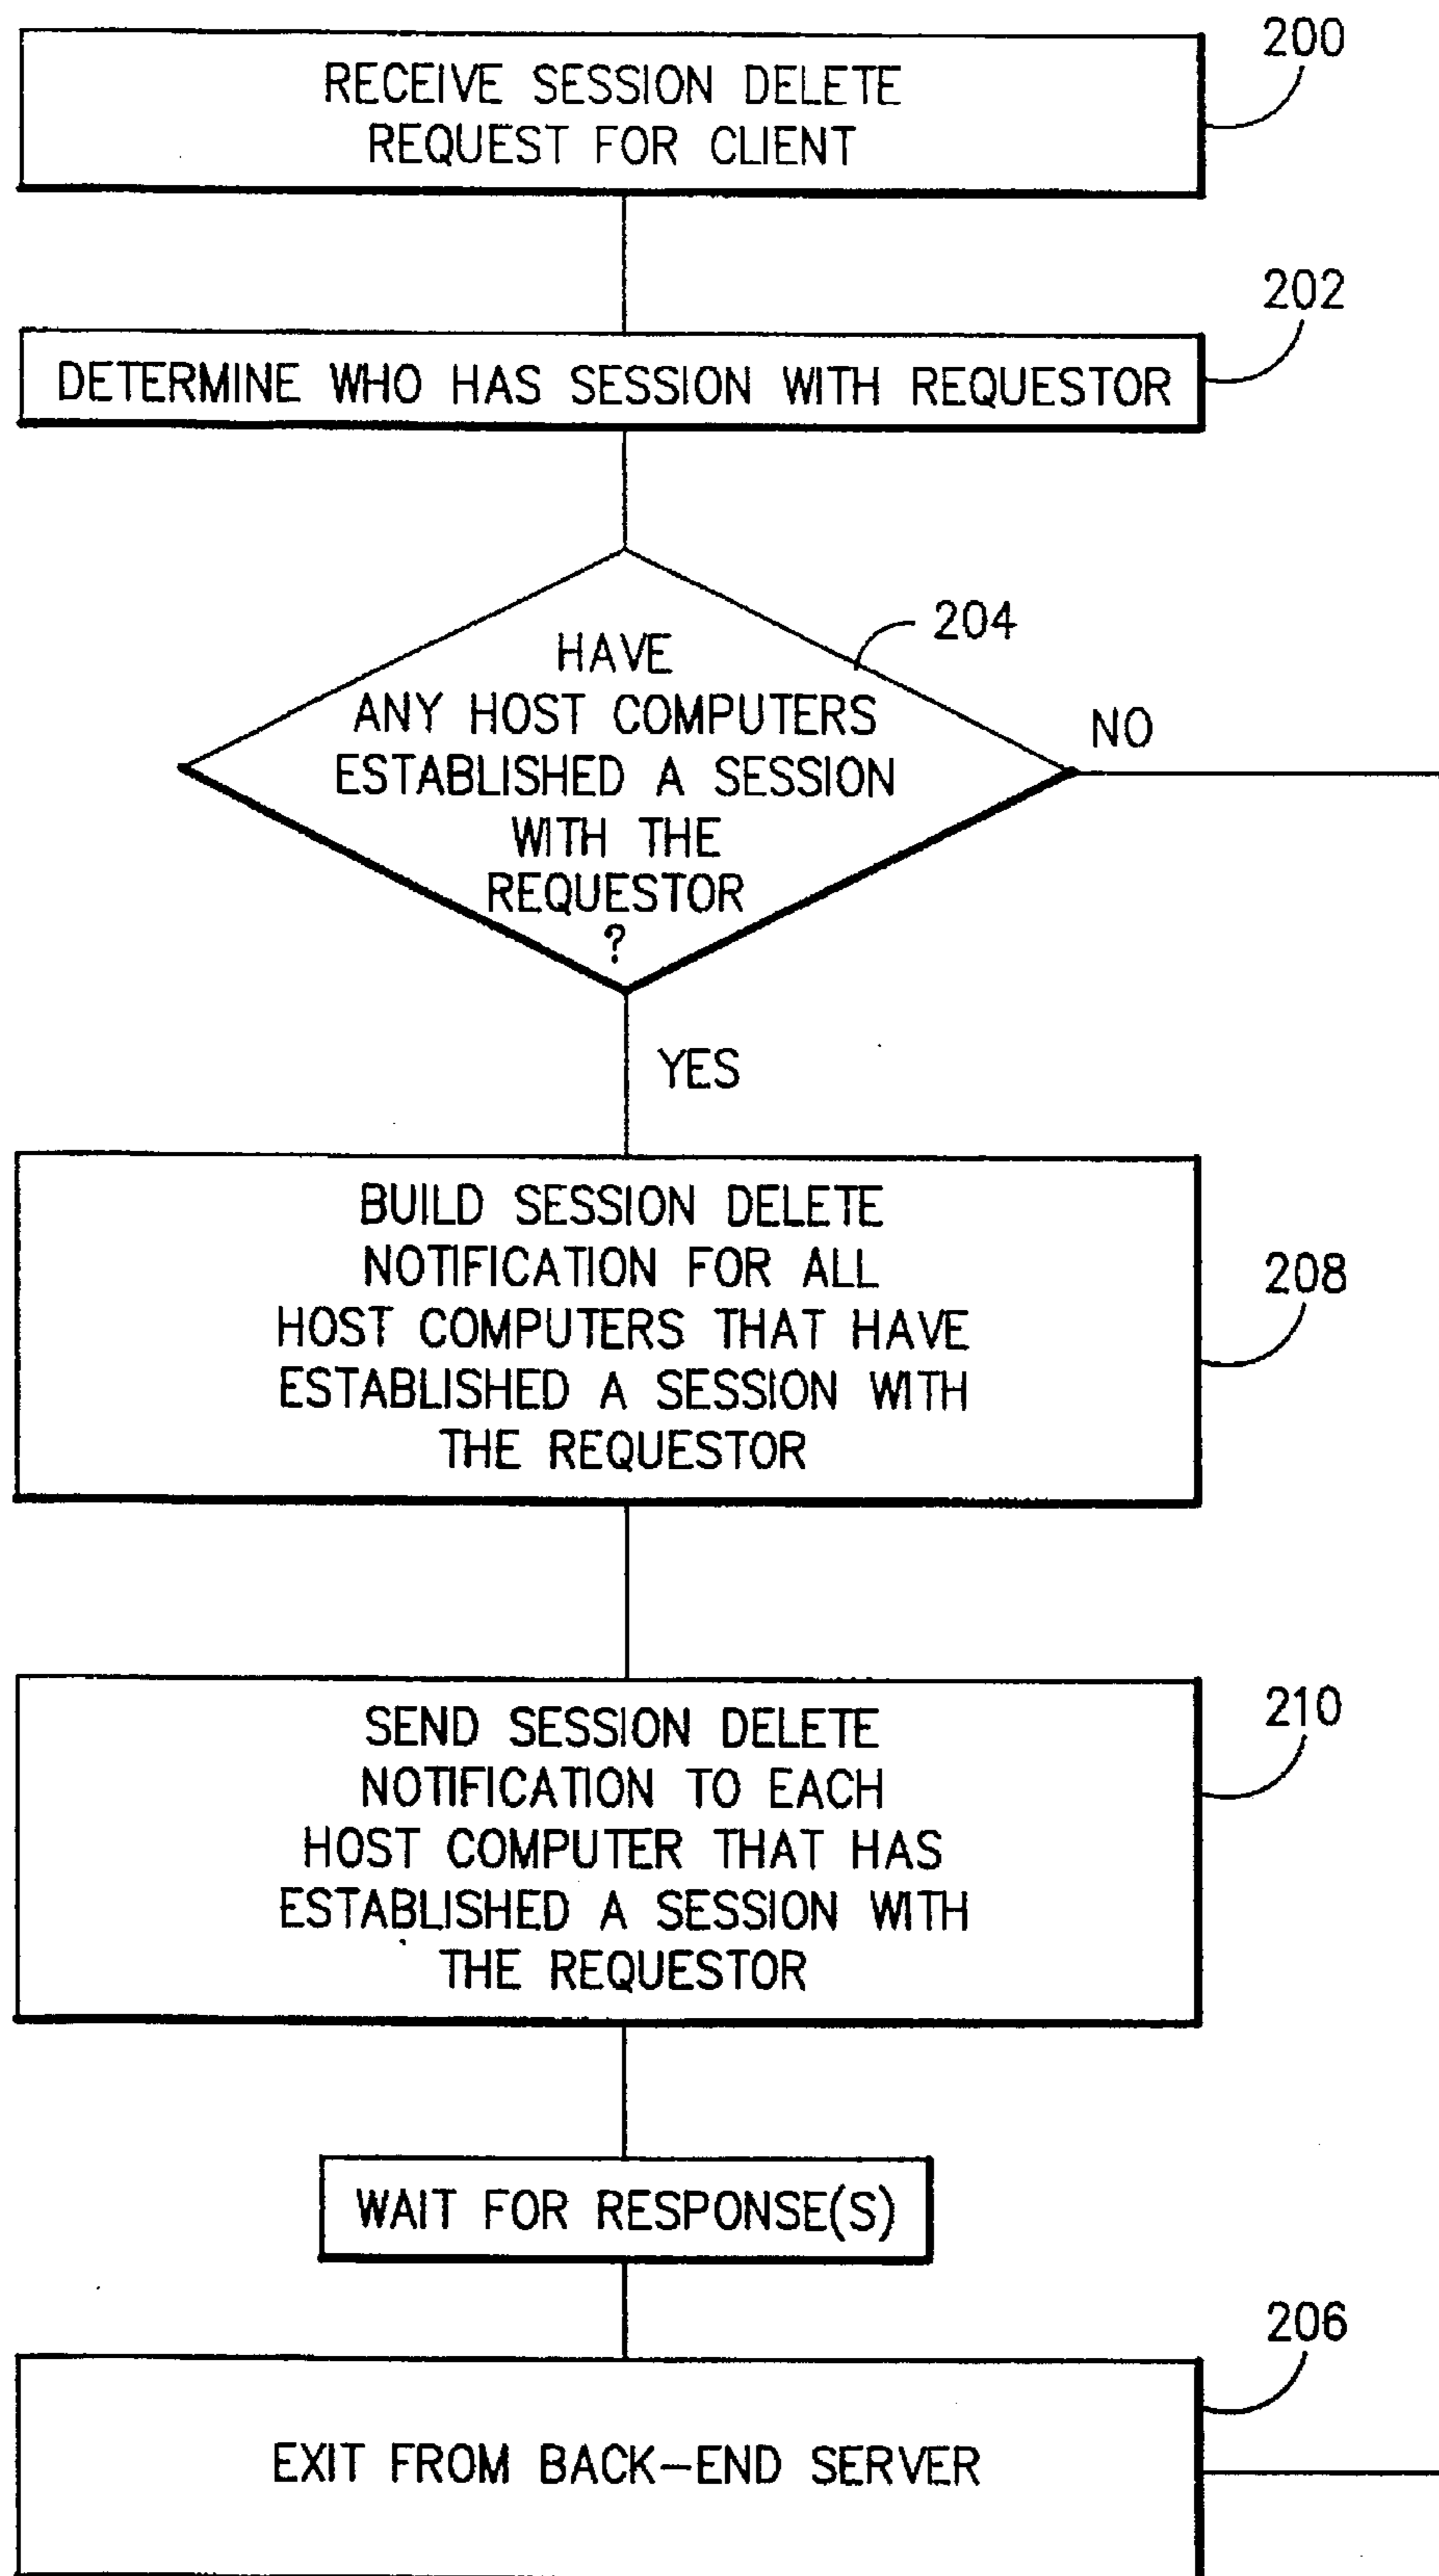 200
RECEIVE SESSION DELETE
REQUEST FOR CLIENT
202
DETERMINE WHO HAS SESSION WITH REQUESTOR
204
HAVE
ANY HOST COMPUTERS
ESTABLISHED A SESSION
WITH THE
REQUESTOR
?
NO
YES
BUILD SESSION DELETE
NOTIFICATION FOR ALL
HOST COMPUTERS THAT HAVE
ESTABLISHED A SESSION WITH
THE REQUESTOR
208
SEND SESSION DELETE
NOTIFICATION TO EACH
HOST COMPUTER THAT HAS
ESTABLISHED A SESSION WITH
THE REQUESTOR
210
WAIT FOR RESPONSE(S)
206
EXIT FROM BACK-END SERVER